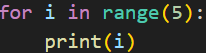 for i in range(5):
    print(i)